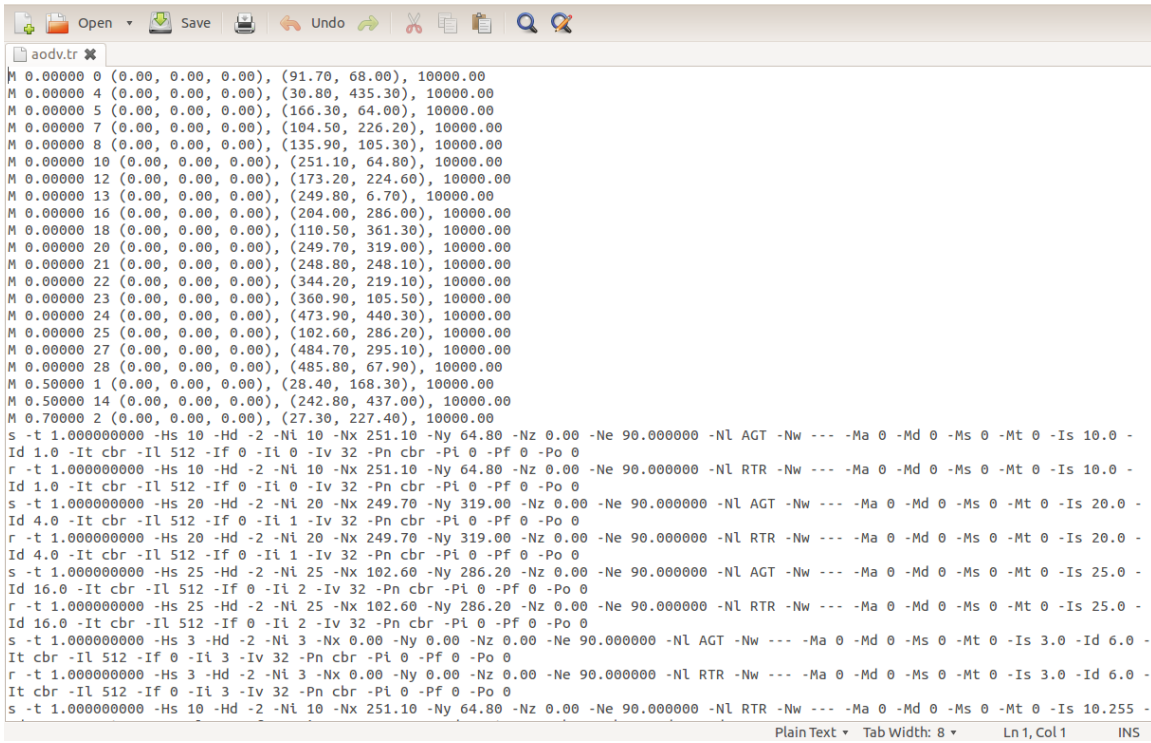 Open Save Undo
aodv.tr
M 0.00000 0 (0.00, 0.00, 0.00), (91.70, 68.00), 10000.00
M 0.00000 4 (0.00, 0.00, 0.00), (30.80, 435.30), 10000.00
M 0.00000 5 (0.00, 0.00, 0.00), (166.30, 64.00), 10000.00
M 0.00000 7 (0.00, 0.00, 0.00), (104.50, 226.20), 10000.00
M 0.00000 8 (0.00, 0.00, 0.00), (135.90, 105.30), 10000.00
M 0.00000 10 (0.00, 0.00, 0.00), (251.10, 64.80), 10000.00
M 0.00000 12 (0.00, 0.00, 0.00), (173.20, 224.60), 10000.00
M 0.00000 13 (0.00, 0.00, 0.00), (249.80, 6.70), 10000.00
M 0.00000 16 (0.00, 0.00, 0.00), (204.00, 286.00), 10000.00
M 0.00000 18 (0.00, 0.00, 0.00), (110.50, 361.30), 10000.00
M 0.00000 20 (0.00, 0.00, 0.00), (249.70, 319.00), 10000.00
M 0.00000 21 (0.00, 0.00, 0.00), (248.80, 248.10), 10000.00
M 0.00000 22 (0.00, 0.00, 0.00), (344.20, 219.10), 10000.00
M 0.00000 23 (0.00, 0.00, 0.00), (360.90, 105.50), 10000.00
M 0.00000 24 (0.00, 0.00, 0.00), (473.90, 440.30), 10000.00
M 0.00000 25 (0.00, 0.00, 0.00), (102.60, 286.20), 10000.00
M 0.00000 27 (0.00, 0.00, 0.00), (484.70, 295.10), 10000.00
M 0.00000 28 (0.00, 0.00, 0.00), (485.80, 67.90), 10000.00
M 0.50000 1 (0.00, 0.00, 0.00), (28.40, 168.30), 10000.00
M 0.50000 14 (0.00, 0.00, 0.00), (242.80, 437.00), 10000.00
M 0.70000 2 (0.00, 0.00, 0.00), (27.30, 227.40), 10000.00
s -t 1.000000000 -Hs 10 -Hd -2 -Ni 10 -Nx 251.10 -Ny 64.80 -Nz 0.00 -Ne 90.000000 -Nl AGT -Nw --- -Ma 0 -Md 0 -Ms 0 -Mt 0 -Is 10.0 -
Id 1.0 -It cbr -Il 512 -If 0 -Ii 0 -Iv 32 -Pn cbr -Pi 0 -Pf 0 -Po 0
r -t 1.000000000 -Hs 10 -Hd -2 -Ni 10 -Nx 251.10 -Ny 64.80 -Nz 0.00 -Ne 90.000000 -Nl RTR -Nw --- -Ma 0 -Md 0 -Ms 0 -Mt 0 -Is 10.0 -
Id 1.0 -It cbr -Il 512 -If 0 -Ii 0 -Iv 32 -Pn cbr -Pi 0 -Pf 0 -Po 0
s -t 1.000000000 -Hs 20 -Hd -2 -Ni 20 -Nx 249.70 -Ny 319.00 -Nz 0.00 -Ne 90.000000 -Nl AGT -Nw --- -Ma 0 -Md 0 -Ms 0 -Mt 0 -Is 20.0 -
Id 4.0 -It cbr -Il 512 -If 0 -Ii 1 -Iv 32 -Pn cbr -Pi 0 -Pf 0 -Po 0
r -t 1.000000000 -Hs 20 -Hd -2 -Ni 20 -Nx 249.70 -Ny 319.00 -Nz 0.00 -Ne 90.000000 -Nl RTR -Nw --- -Ma 0 -Md 0 -Ms 0 -Mt 0 -Is 20.0 -
Id 4.0 -It cbr -Il 512 -If 0 -Ii 1 -Iv 32 -Pn cbr -Pi 0 -Pf 0 -Po 0
s -t 1.000000000 -Hs 25 -Hd -2 -Ni 25 -Nx 102.60 -Ny 286.20 -Nz 0.00 -Ne 90.000000 -Nl AGT -Nw --- -Ma 0 -Md 0 -Ms 0 -Mt 0 -Is 25.0 -
Id 16.0 -It cbr -Il 512 -If 0 -Ii 2 -Iv 32 -Pn cbr -Pi 0 -Pf 0 -Po 0
r -t 1.000000000 -Hs 25 -Hd -2 -Ni 25 -Nx 102.60 -Ny 286.20 -Nz 0.00 -Ne 90.000000 -Nl RTR -Nw --- -Ma 0 -Md 0 -Ms 0 -Mt 0 -Is 25.0 -
Id 16.0 -It cbr -Il 512 -If 0 -Ii 2 -Iv 32 -Pn cbr -Pi 0 -Pf 0 -Po 0
s -t 1.000000000 -Hs 3 -Hd -2 -Ni 3 -Nx 0.00 -Ny 0.00 -Nz 0.00 -Ne 90.000000 -Nl AGT -Nw --- -Ma 0 -Md 0 -Ms 0 -Mt 0 -Is 3.0 -Id 6.0 -
It cbr -Il 512 -If 0 -Ii 3 -Iv 32 -Pn cbr -Pi 0 -Pf 0 -Po 0
r -t 1.000000000 -Hs 3 -Hd -2 -Ni 3 -Nx 0.00 -Ny 0.00 -Nz 0.00 -Ne 90.000000 -Nl RTR -Nw --- -Ma 0 -Md 0 -Ms 0 -Mt 0 -Is 3.0 -Id 6.0 -
It cbr -Il 512 -If 0 -Ii 3 -Iv 32 -Pn cbr -Pi 0 -Pf 0 -Po 0
s -t 1.000000000 -Hs 10 -Hd -2 -Ni 10 -Nx 251.10 -Ny 64.80 -Nz 0.00 -Ne 90.000000 -Nl RTR -Nw --- -Ma 0 -Md 0 -Ms 0 -Mt 0 -Is 10.255 -
Plain Text Tab Width: 8 Ln 1, Col 1 INS